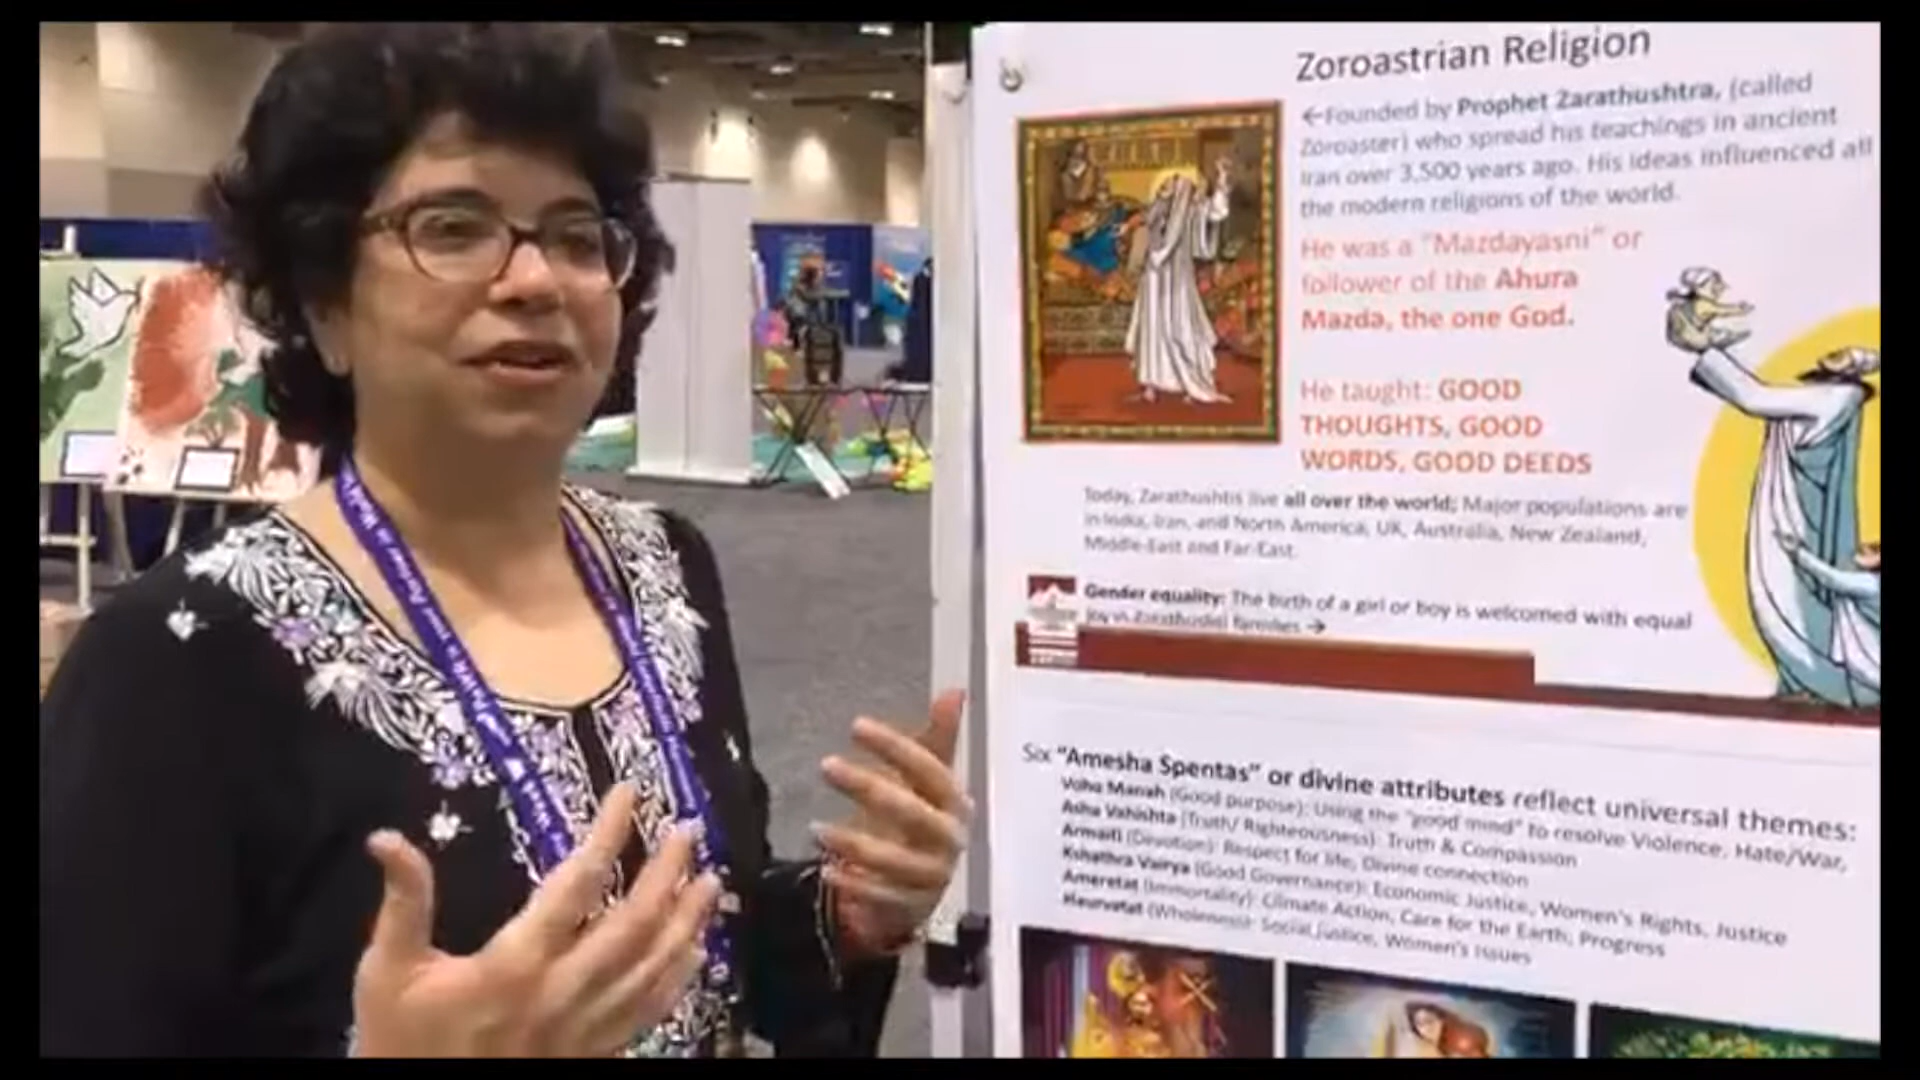 Zoroastrian Religion
←Founded by Prophet Zarathushtra, (called
Zoroaster) who spread his teachings in ancient
Iran over 3,500 years ago. His ideas influenced all
the modern religions of the world.
He was a "Mazdayasni" or
follower of the Ahura
Mazda, the one God.
He taught: GOOD
THOUGHTS, GOOD
WORDS, GOOD DEEDS
Today, Zarathushtis live all over the world; Major populations are
in India, Iran, and North America, UK, Australia, New Zealand,
Middle-East and Far-East.
Gender equality: The birth of a girl or boy is welcomed with equal
joy in Zarathushti families →
Six "Amesha Spentas" or divine attributes reflect universal themes:
Vohu Manah (Good purpose): Using the "good mind" to resolve Violence, Hate/War,
Asha Vahishta (Truth/ Righteousness): Truth & Compassion
Armaiti (Devotion): Respect for life, Divine connection
Kshathra Vairya (Good Governance): Economic Justice, Women's Rights, Justice
Ameretat (Immortality): Climate Action, Care for the Earth, Progress
Haurvatat (Wholeness): Social Justice, Women's Issues